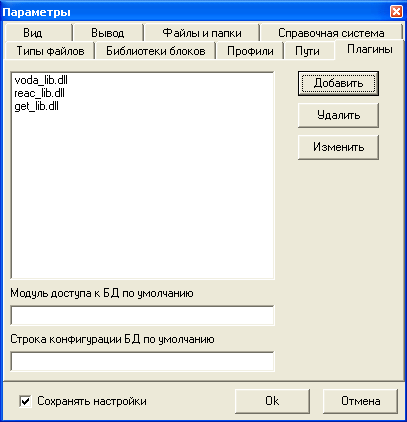 Параметры
Вид Вывод Файлы и папки Справочная система
Типы файлов Библиотеки блоков Профили Пути Плагины
voda_lib.dll
reac_lib.dll
get_lib.dll
Добавить
Удалить
Изменить
Модуль доступа к БД по умолчанию
Строка конфигурации БД по умолчанию
Сохранять настройки Ok Отмена